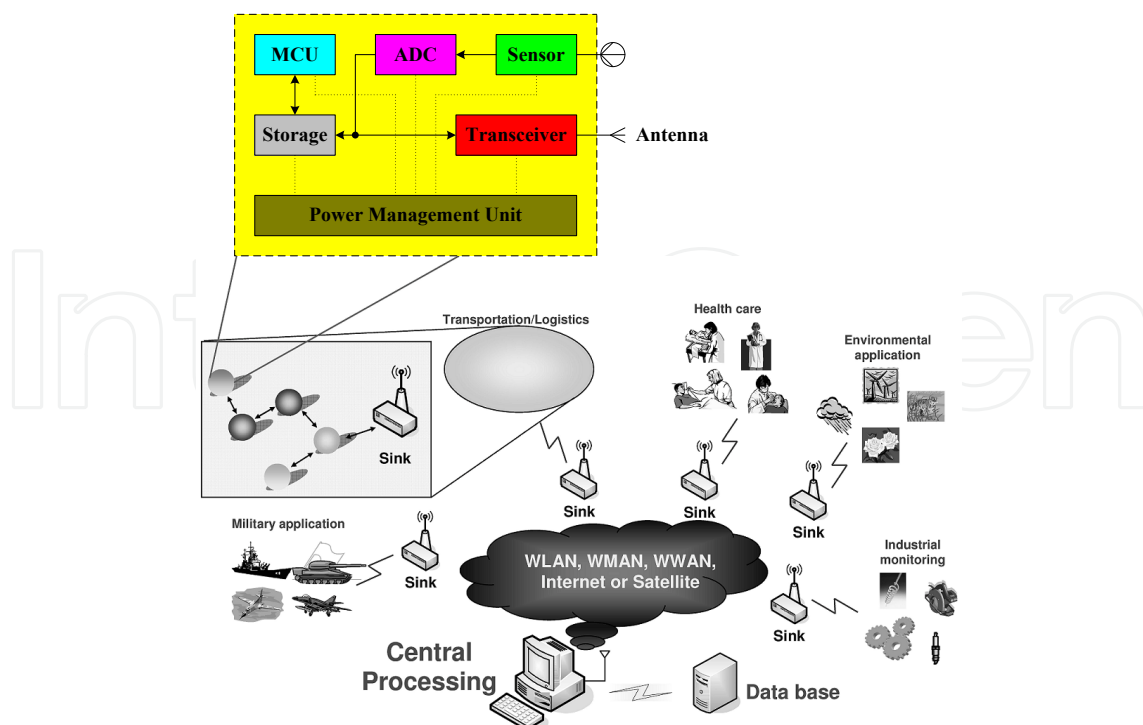 MCU
ADC
Sensor
Storage
Transceiver
Antenna
Power Management Unit
Transportation/Logistics
Health care
Environmental
application
Sink
Sink
Sink
Sink
Military application
Sink
WLAN, WMAN, WWAN,
Internet or Satellite
Industrial
monitoring
Sink
Central
Processing
Data base